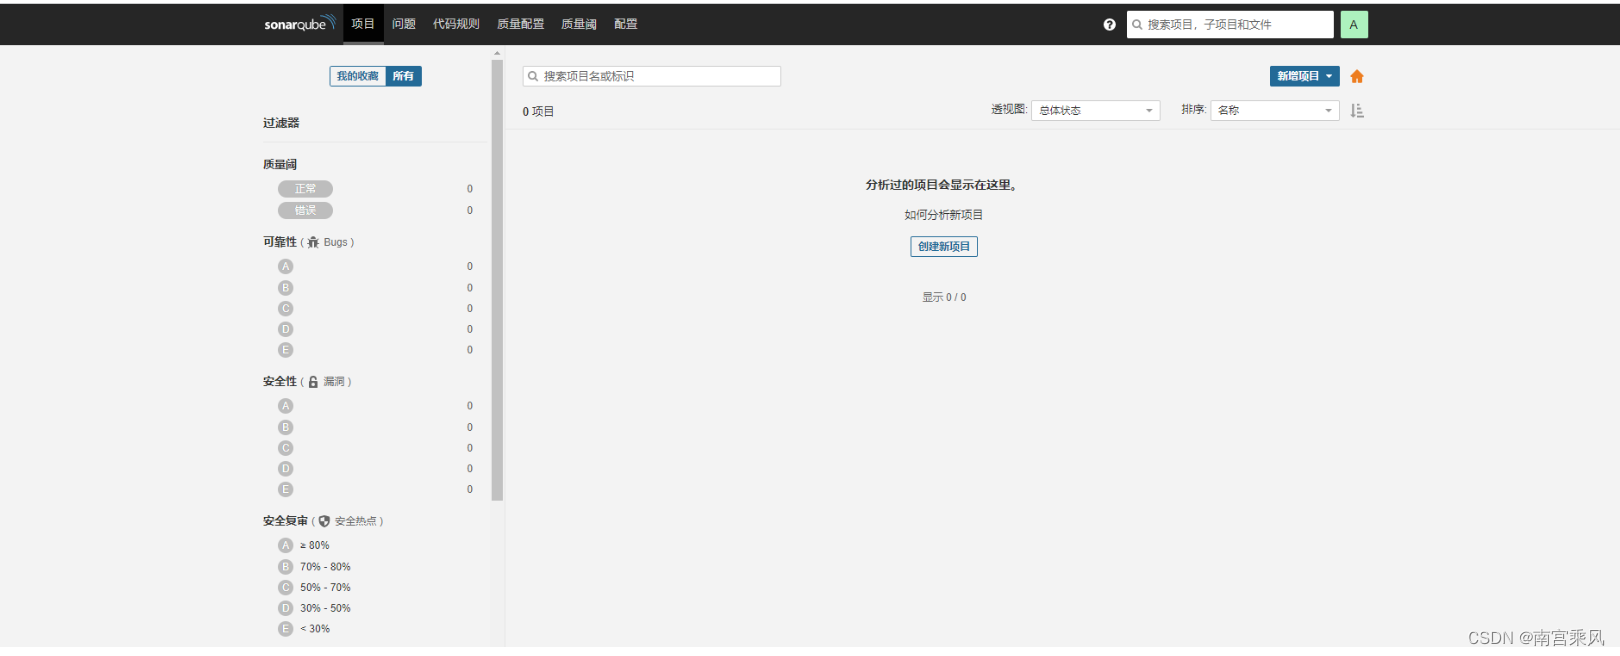 sonarqube 项目 问题 代码规则 质量配置 质量阈 配置 ? 搜索项目，子项目和文件 A
我的收藏 所有
搜索项目名或标识
新增项目
0 项目
透视图: 总体状态
排序: 名称
过滤器
质量阈
正常 0
错误 0
可靠性 ( Bugs )
A 0
B 0
C 0
D 0
E 0
安全性 ( 漏洞 )
A 0
B 0
C 0
D 0
E 0
安全复审 ( 安全热点 )
A ≥ 80%
B 70% - 80%
C 50% - 70%
D 30% - 50%
E < 30%
分析过的项目会显示在这里。
如何分析新项目
创建新项目
显示 0 / 0
CSDN @南宫乘风